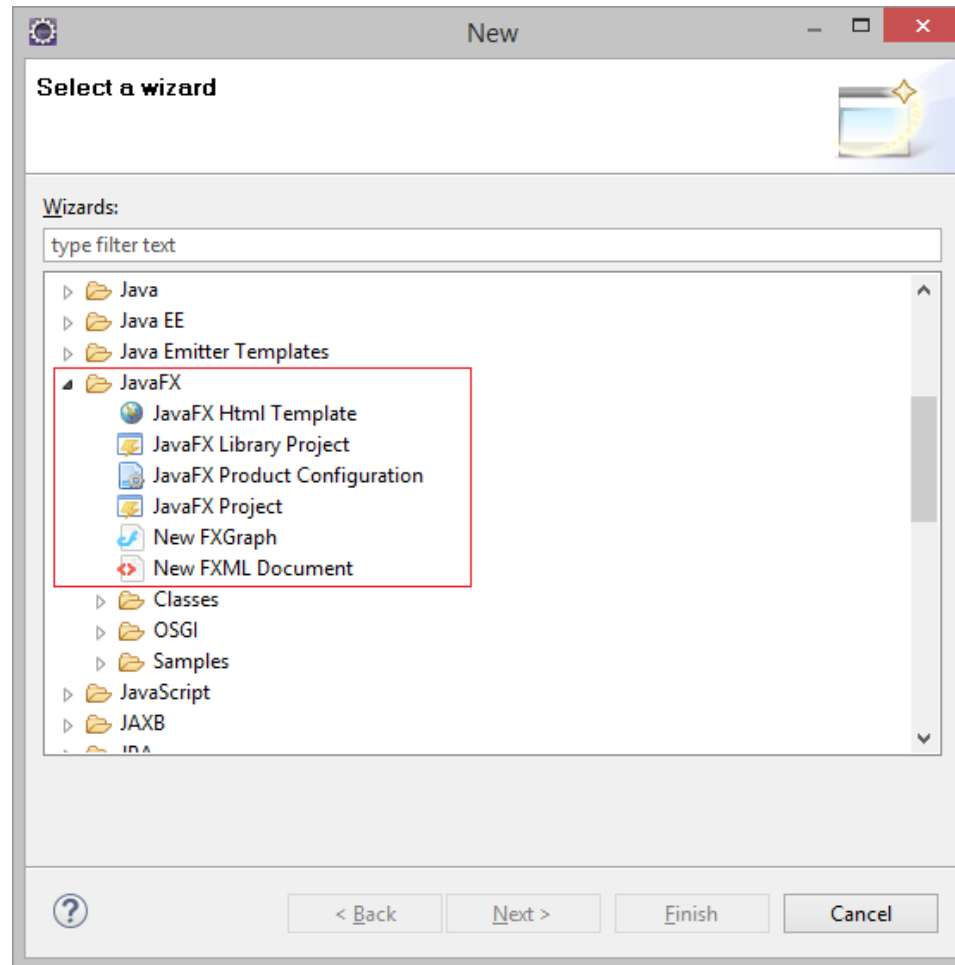 New
Select a wizard
Wizards:
type filter text
Java
Java EE
Java Emitter Templates
JavaFX
JavaFX Html Template
JavaFX Library Project
JavaFX Product Configuration
JavaFX Project
New FXGraph
New FXML Document
Classes
OSGI
Samples
JavaScript
JAXB
JPA
< Back
Next >
Finish
Cancel